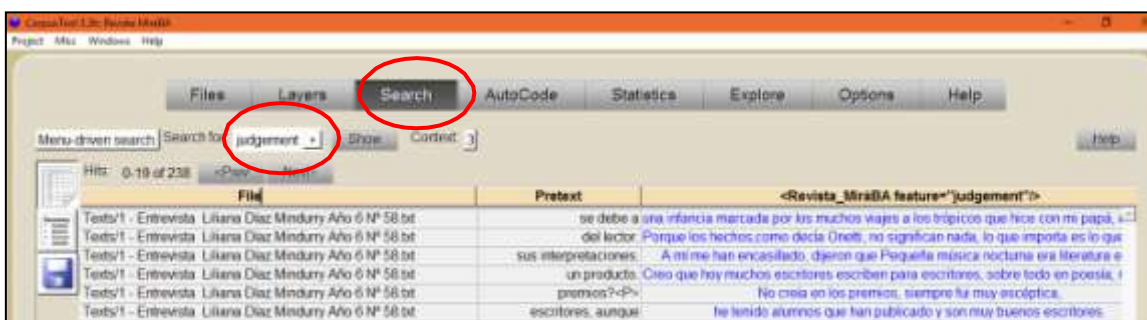 CorpusTool 3.3h: Revista MiraBA
Project Misc Windows Help
Files Layers Search AutoCode Statistics Explore Options Help
Menu-driven search Search for judgement + Show Context: 3 Help
Hits: 0-19 of 238 <Prev Next>
File Pretext <Revista_MiraBA feature="judgement"/>
Texts/1 - Entrevista Liliana Díaz Mindurry Año 6 Nº 58.txt se debe a una infancia marcada por los muchos viajes a los trópicos que hice con mi papá,
Texts/1 - Entrevista Liliana Díaz Mindurry Año 6 Nº 58.txt del lector. Porque los hechos como decía Onetti, no significan nada, lo que importa es lo que
Texts/1 - Entrevista Liliana Díaz Mindurry Año 6 Nº 58.txt sus interpretaciones. A mí me han encasillado, dijeron que Pequeña música nocturna era literatura e
Texts/1 - Entrevista Liliana Díaz Mindurry Año 6 Nº 58.txt un producto. Creo que hoy muchos escritores escriben para escritores, sobre todo en poesía,
Texts/1 - Entrevista Liliana Díaz Mindurry Año 6 Nº 58.txt premios?<P> No creía en los premios, siempre fui muy escéptica,
Texts/1 - Entrevista Liliana Díaz Mindurry Año 6 Nº 58.txt escritores, aunque he tenido alumnos que han publicado y son muy buenos escritores.